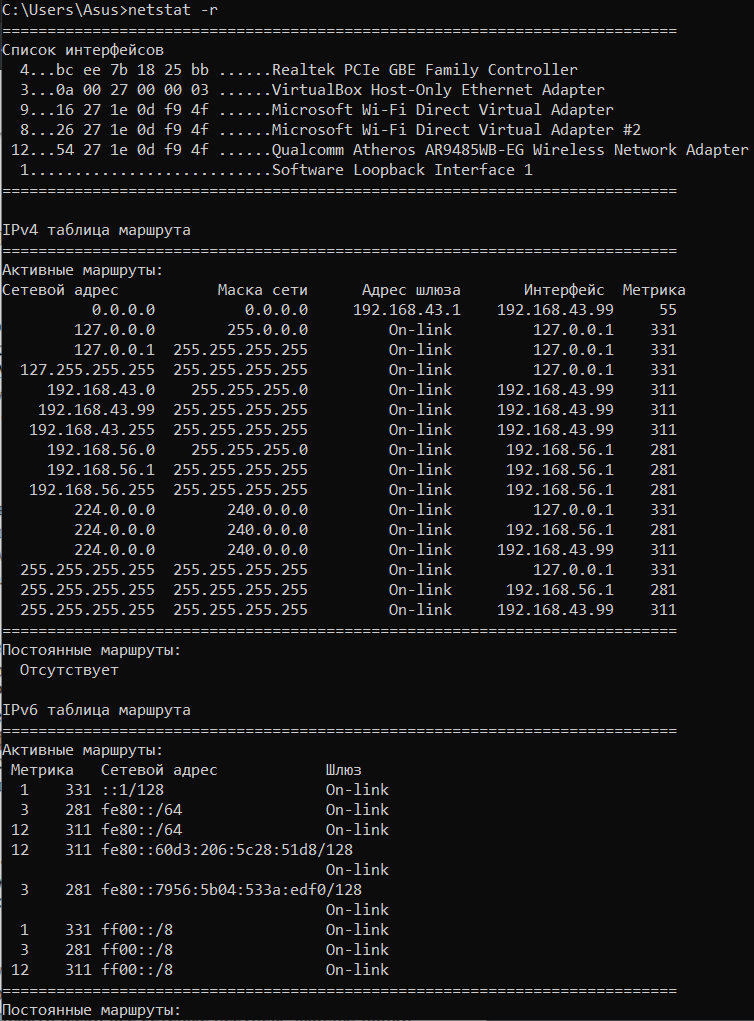 C:\Users\Asus>netstat -r
===========================================================================
Список интерфейсов
  4...bc ee 7b 18 25 bb ......Realtek PCIe GBE Family Controller
  3...0a 00 27 00 00 03 ......VirtualBox Host-Only Ethernet Adapter
  9...16 27 1e 0d f9 4f ......Microsoft Wi-Fi Direct Virtual Adapter
  8...26 27 1e 0d f9 4f ......Microsoft Wi-Fi Direct Virtual Adapter #2
 12...54 27 1e 0d f9 4f ......Qualcomm Atheros AR9485WB-EG Wireless Network Adapter
  1...........................Software Loopback Interface 1
===========================================================================

IPv4 таблица маршрута
===========================================================================
Активные маршруты:
Сетевой адрес           Маска сети      Адрес шлюза       Интерфейс  Метрика
          0.0.0.0          0.0.0.0     192.168.43.1    192.168.43.99     55
        127.0.0.0        255.0.0.0         On-link         127.0.0.1    331
        127.0.0.1  255.255.255.255         On-link         127.0.0.1    331
  127.255.255.255  255.255.255.255         On-link         127.0.0.1    331
     192.168.43.0    255.255.255.0         On-link     192.168.43.99    311
    192.168.43.99  255.255.255.255         On-link     192.168.43.99    311
   192.168.43.255  255.255.255.255         On-link     192.168.43.99    311
     192.168.56.0    255.255.255.0         On-link      192.168.56.1    281
     192.168.56.1  255.255.255.255         On-link      192.168.56.1    281
   192.168.56.255  255.255.255.255         On-link      192.168.56.1    281
        224.0.0.0        240.0.0.0         On-link         127.0.0.1    331
        224.0.0.0        240.0.0.0         On-link      192.168.56.1    281
        224.0.0.0        240.0.0.0         On-link     192.168.43.99    311
  255.255.255.255  255.255.255.255         On-link         127.0.0.1    331
  255.255.255.255  255.255.255.255         On-link      192.168.56.1    281
  255.255.255.255  255.255.255.255         On-link     192.168.43.99    311
===========================================================================
Постоянные маршруты:
  Отсутствует

IPv6 таблица маршрута
===========================================================================
Активные маршруты:
 Метрика   Сетевой адрес            Шлюз
  1    331 ::1/128                  On-link
  3    281 fe80::/64                On-link
 12    311 fe80::/64                On-link
 12    311 fe80::60d3:206:5c28:51d8/128
                                    On-link
  3    281 fe80::7956:5b04:533a:edf0/128
                                    On-link
  1    331 ff00::/8                 On-link
  3    281 ff00::/8                 On-link
 12    311 ff00::/8                 On-link
===========================================================================
Постоянные маршруты: